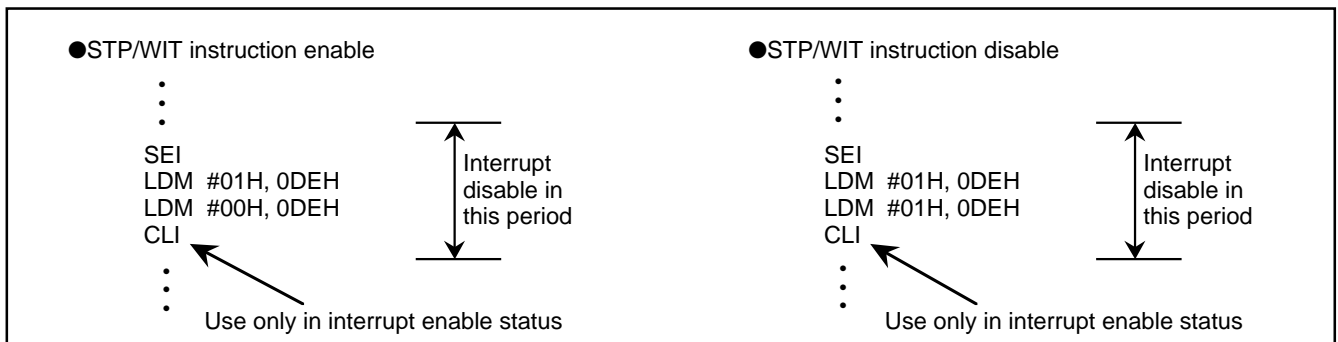 ●STP/WIT instruction enable
SEI
LDM #01H, 0DEH
LDM #00H, 0DEH
CLI
Interrupt
disable in
this period
Use only in interrupt enable status
●STP/WIT instruction disable
SEI
LDM #01H, 0DEH
LDM #01H, 0DEH
CLI
Interrupt
disable in
this period
Use only in interrupt enable status